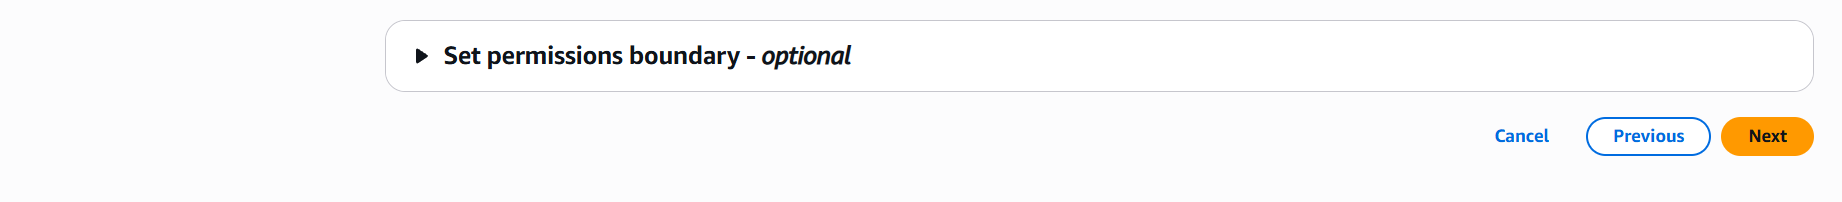 Set permissions boundary - optional
Cancel Previous Next